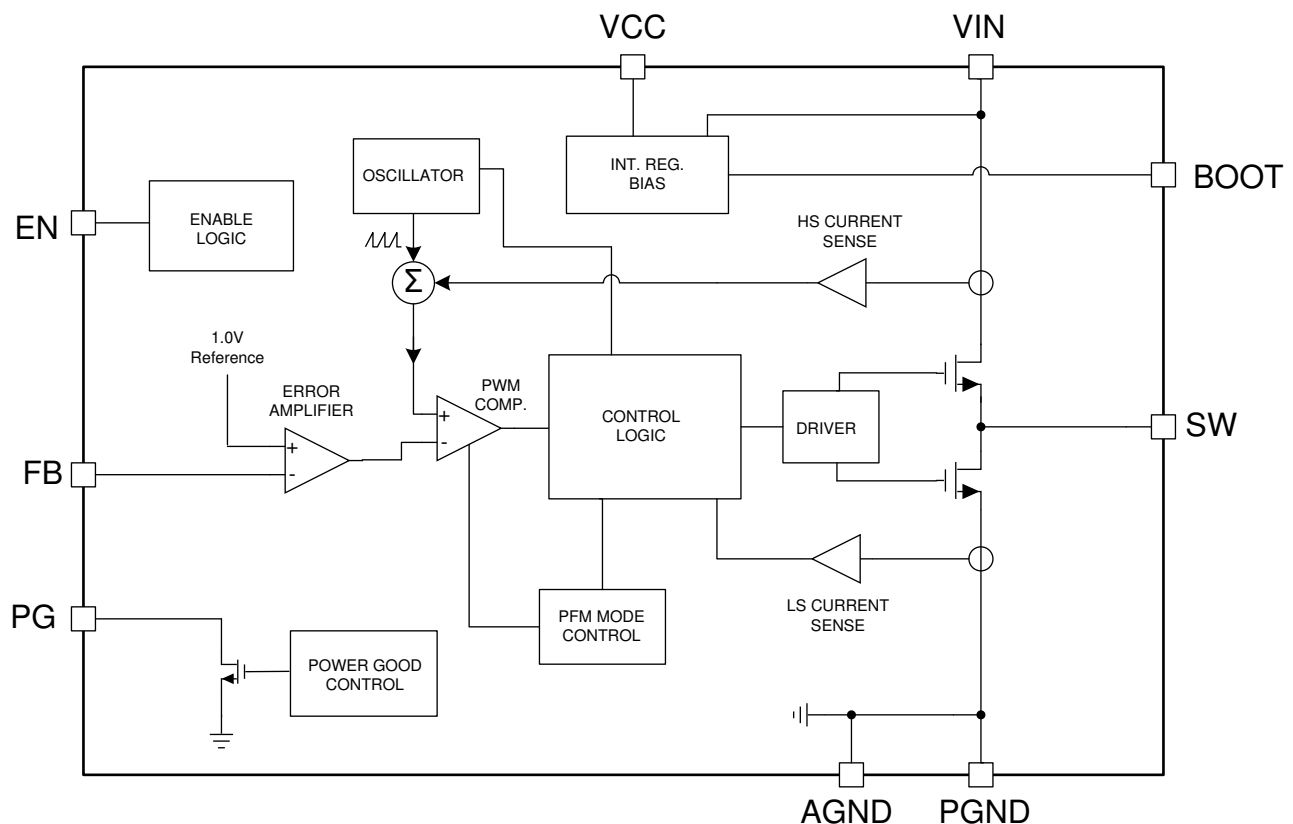 VCC
VIN
OSCILLATOR
INT. REG.
BIAS
BOOT
EN
ENABLE
LOGIC
HS CURRENT
SENSE
Σ
1.0V
Reference
ERROR
AMPLIFIER
PWM
COMP.
+
-
+
-
CONTROL
LOGIC
DRIVER
SW
FB
PG
PFM MODE
CONTROL
LS CURRENT
SENSE
POWER GOOD
CONTROL
AGND
PGND